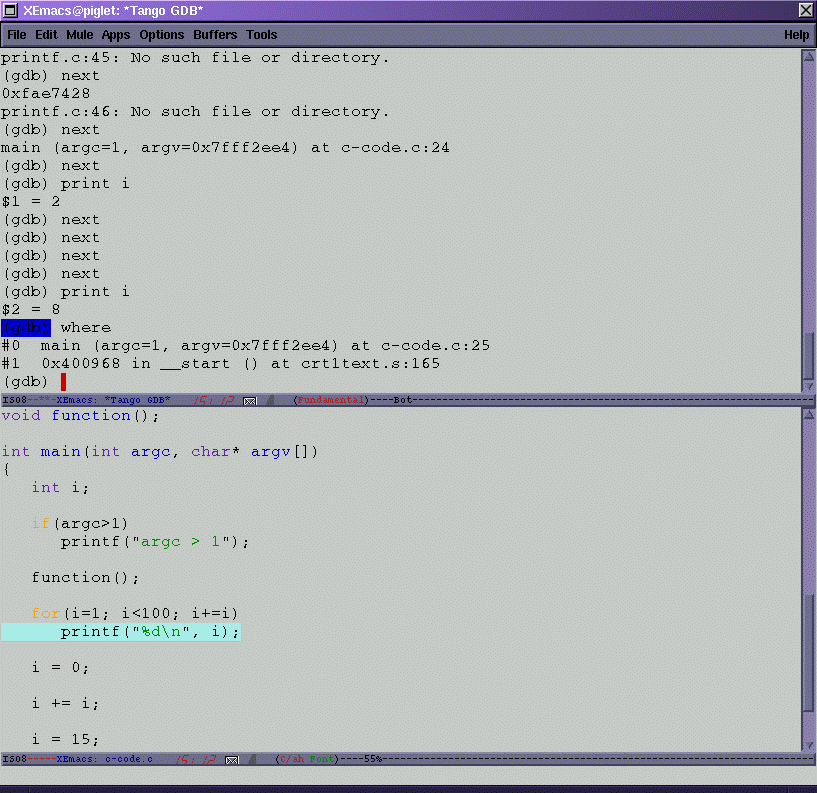 XEmacs@piglet: *Tango GDB*
File Edit Mule Apps Options Buffers Tools Help
printf.c:45: No such file or directory.
(gdb) next
0xfae7428
printf.c:46: No such file or directory.
(gdb) next
main (argc=1, argv=0x7fff2ee4) at c-code.c:24
(gdb) next
(gdb) print i
$1 = 2
(gdb) next
(gdb) next
(gdb) next
(gdb) next
(gdb) print i
$2 = 8
(gdb) where
#0  main (argc=1, argv=0x7fff2ee4) at c-code.c:25
#1  0x400968 in __start () at crt1text.s:165
(gdb)
ISO8--**-XEmacs: *Tango GDB* 15:12 (Fundamental)----Bot----
void function();
int main(int argc, char* argv[])
{
int i;
if(argc>1)
printf("argc > 1");
function();
for(i=1; i<100; i+=i)
printf("%d\n", i);
i = 0;
i += i;
i = 15;
ISO8-----XEmacs: c-code.c 15:12 (C/ah Font)----55%----